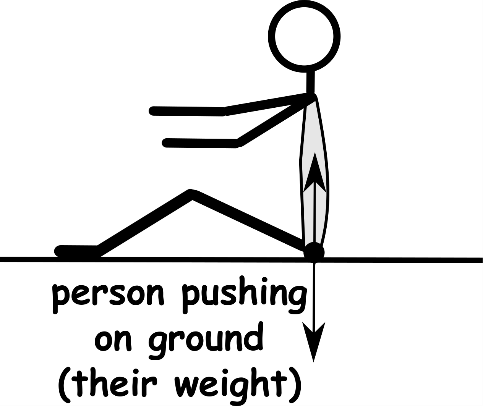 person pushing
on ground
(their weight)